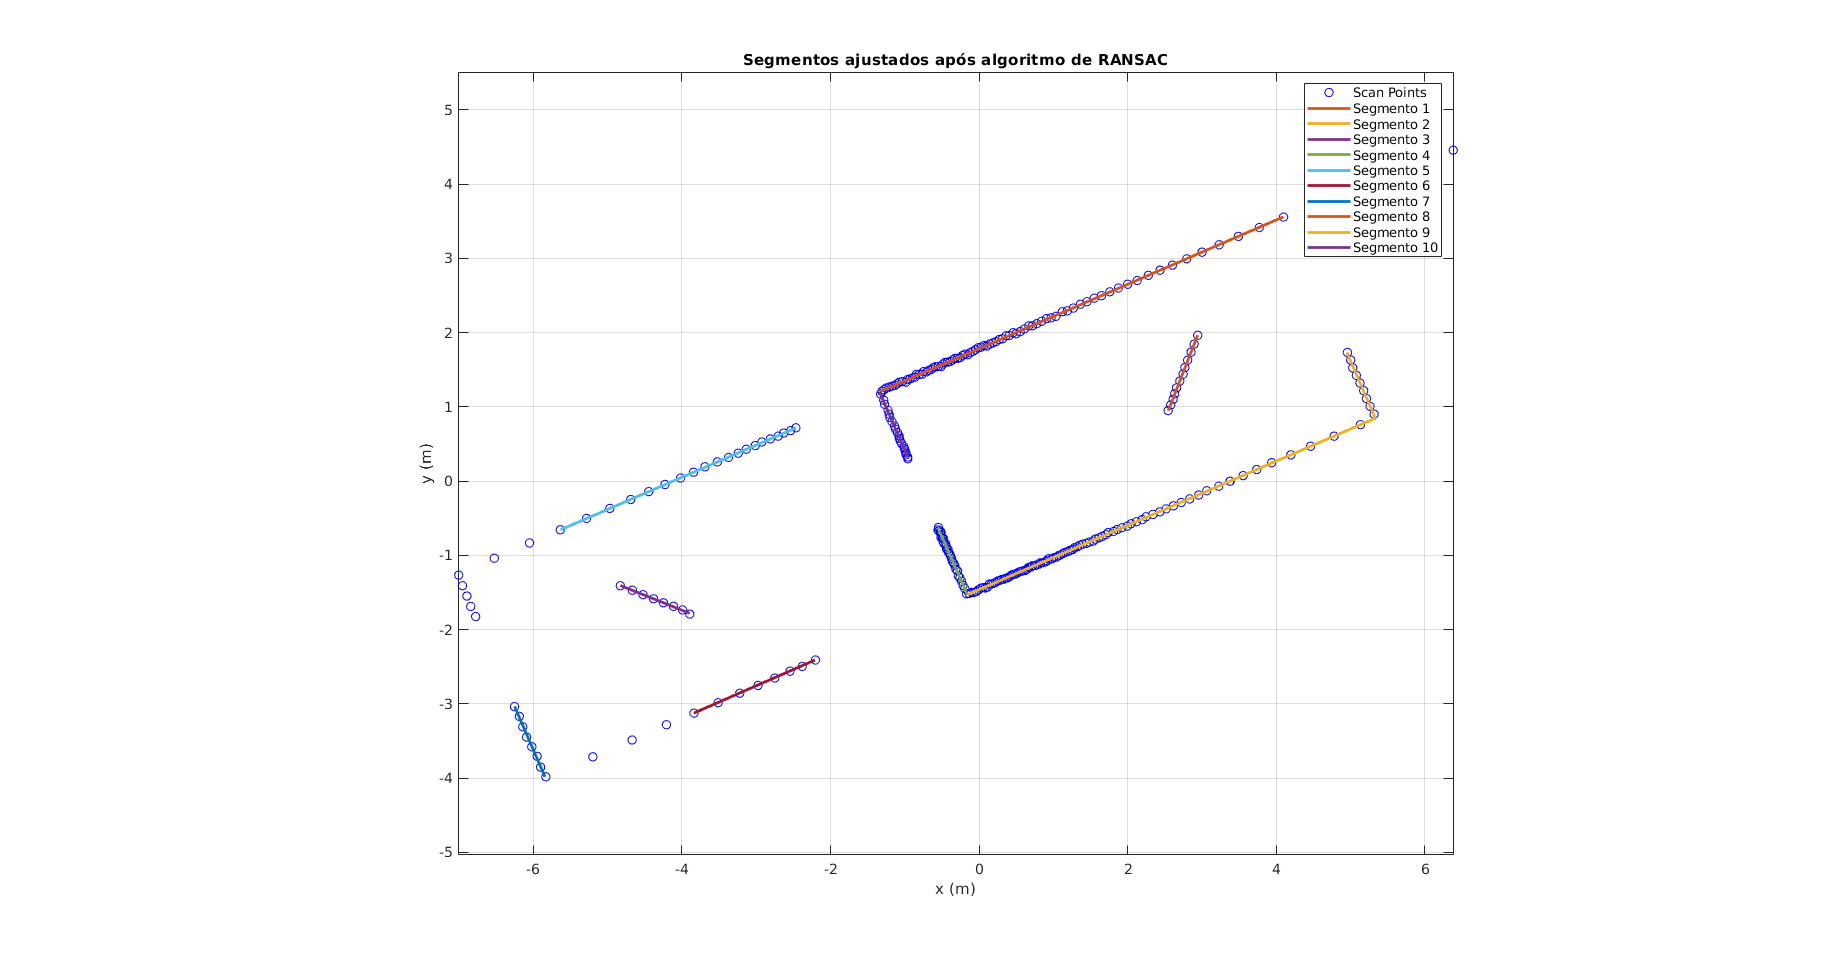 Segmentos ajustados após algoritmo de RANSAC
Scan Points
Segmento 1
Segmento 2
Segmento 3
Segmento 4
Segmento 5
Segmento 6
Segmento 7
Segmento 8
Segmento 9
Segmento 10
y (m)
5
4
3
2
1
0
-1
-2
-3
-4
-5
-6 -4 -2 0 2 4 6
x (m)